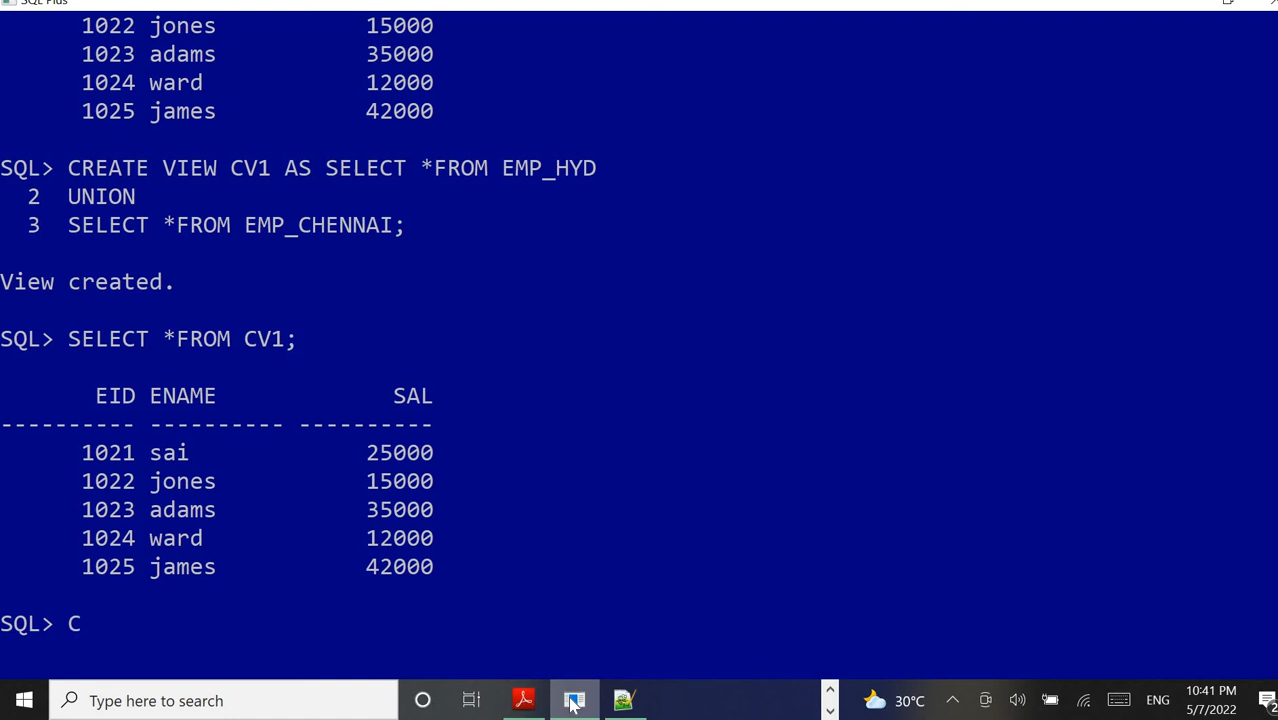 SQL Plus
1022 jones 15000
1023 adams 35000
1024 ward 12000
1025 james 42000
SQL> CREATE VIEW CV1 AS SELECT *FROM EMP_HYD
2 UNION
3 SELECT *FROM EMP_CHENNAI;
View created.
SQL> SELECT *FROM CV1;
EID ENAME SAL
---------- ---------- ----------
1021 sai 25000
1022 jones 15000
1023 adams 35000
1024 ward 12000
1025 james 42000
SQL> C
Type here to search
30°C
ENG
10:41 PM
5/7/2022
2